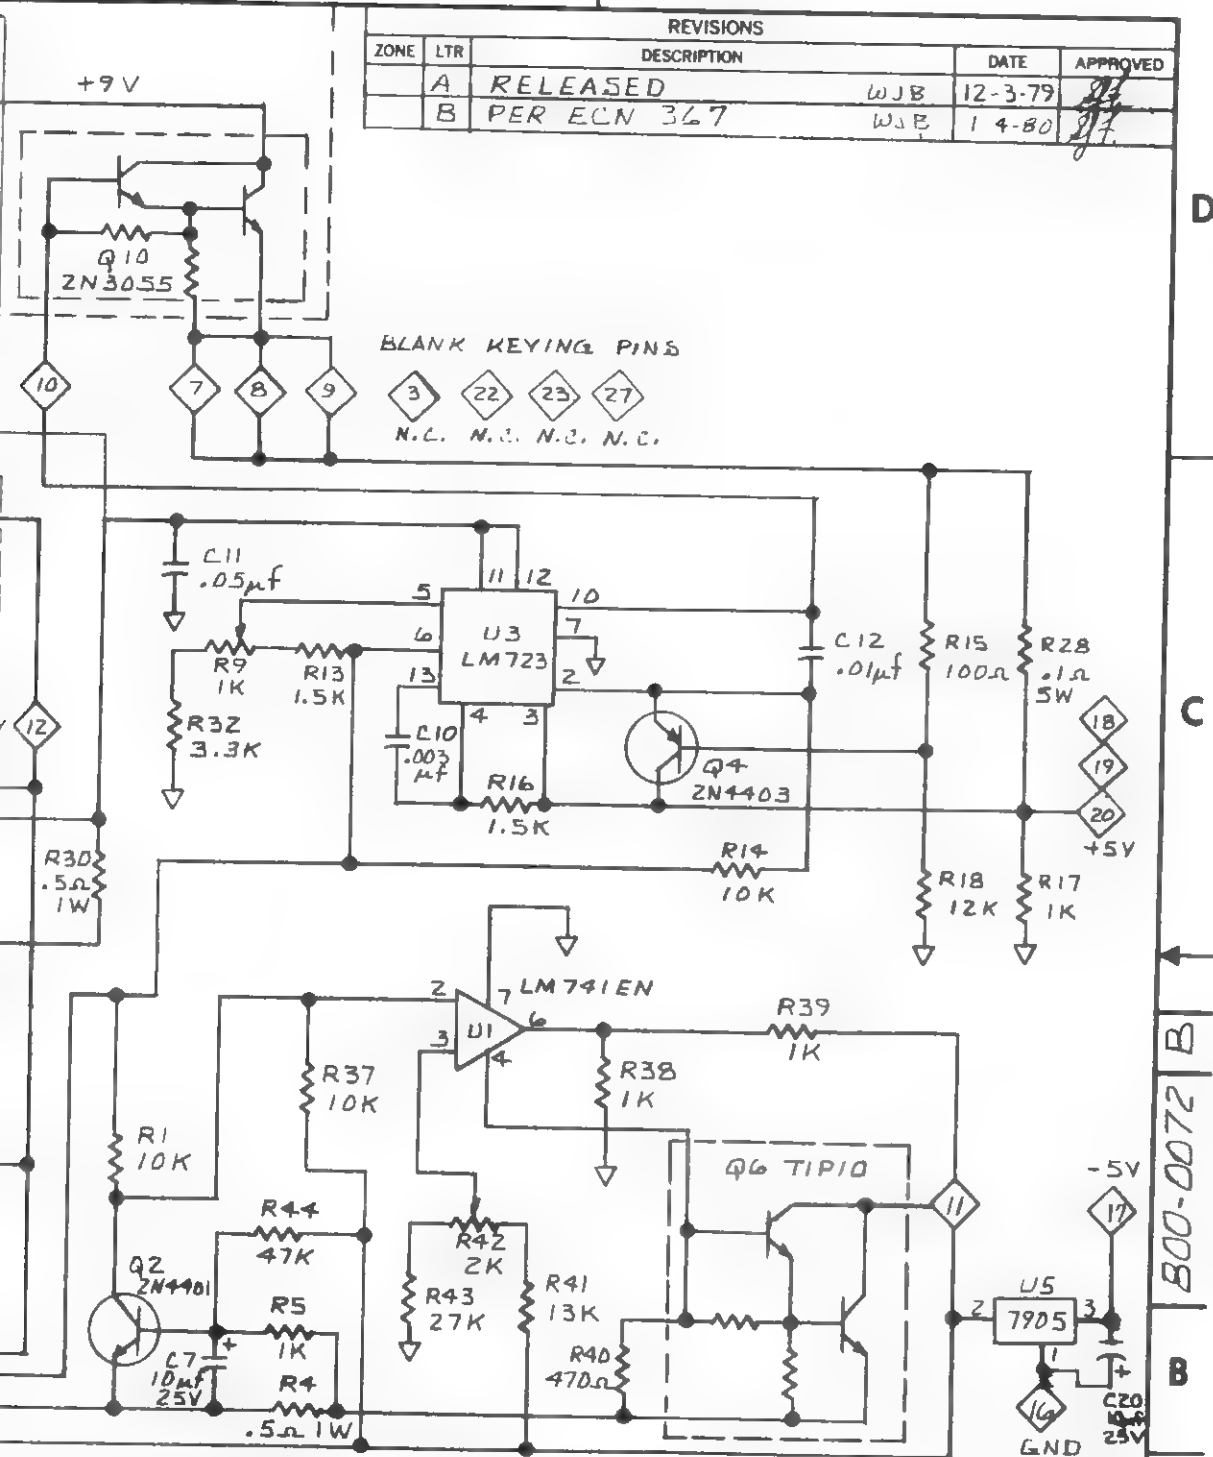 REVISIONS
ZONE LTR DESCRIPTION DATE APPROVED
A RELEASED WJB 12-3-79
B PER ECN 367 WJB 1 4-80
+9V
D
Q10
2N3055
BLANK KEYING PINS
10 7 8 9 3 22 23 27
N.C. N.C. N.C. N.C.
C11
.05µf
11 12
5 10
U3
LM723
6 7
13 2
4 3
R9
1K
R13
1.5K
R32
3.3K
C10
.003
µf
R16
1.5K
C12
.01µf
R15
100Ω
R28
.1Ω
5W
C
12
18
19
20
+5V
Q4
2N4403
R30
.5Ω
1W
R14
10K
R18
12K
R17
1K
LM741EN
2 7
U1 6
3 4
R39
1K
R37
10K
R38
1K
B
800-0072
R1
10K
Q6 TIP10
-5V
11
17
R44
47K
R42
2K
Q2
2N4401
R43
27K
R41
13K
R5
1K
U5
2 7905 3
1
C7
10µf
25V
+
R4
.5Ω 1W
R40
470Ω
16
GND
+
C20
25V
B